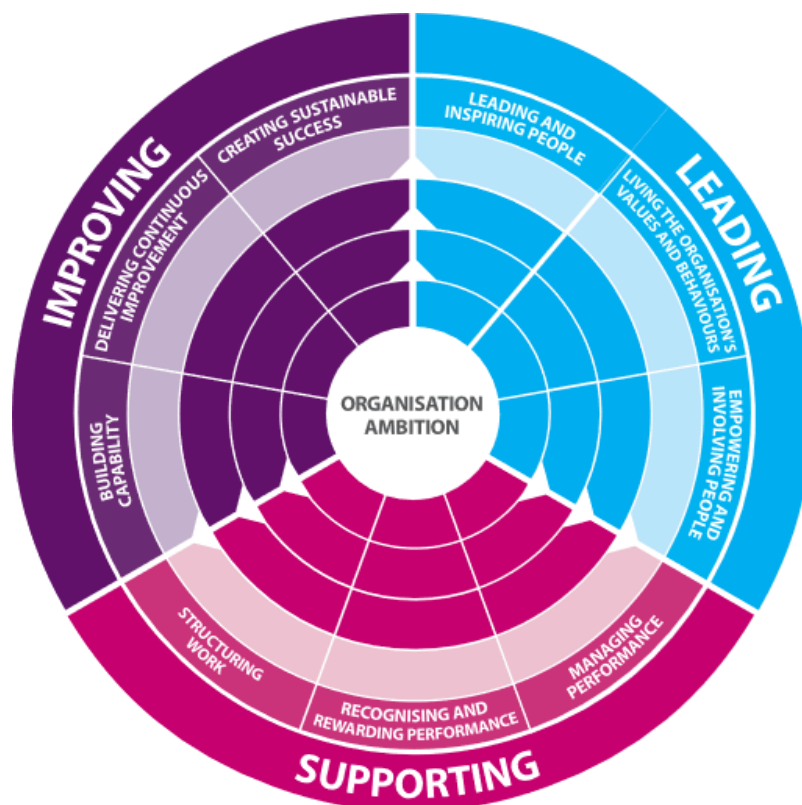 IMPROVING
LEADING
SUPPORTING
CREATING SUSTAINABLE
SUCCESS
LEADING AND
INSPIRING PEOPLE
LIVING THE ORGANISATION'S
VALUES AND BEHAVIOURS
EMPOWERING AND
INVOLVING PEOPLE
MANAGING
PERFORMANCE
RECOGNISING AND
REWARDING PERFORMANCE
STRUCTURING
WORK
BUILDING
CAPABILITY
DELIVERING CONTINUOUS
IMPROVEMENT
ORGANISATION
AMBITION